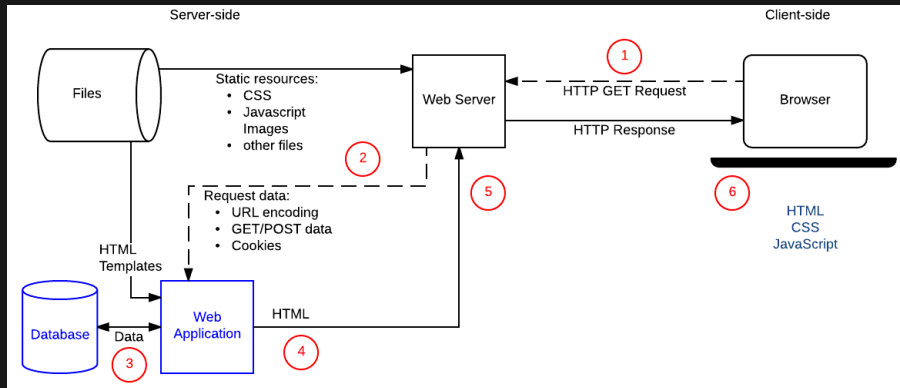 Server-side
Client-side
1
Files
Static resources:
• CSS
• Javascript
Images
• other files
Web Server
HTTP GET Request
Browser
HTTP Response
2
5
6
Request data:
• URL encoding
• GET/POST data
• Cookies
HTML
CSS
JavaScript
HTML
Templates
Database
Data
3
Web
Application
HTML
4